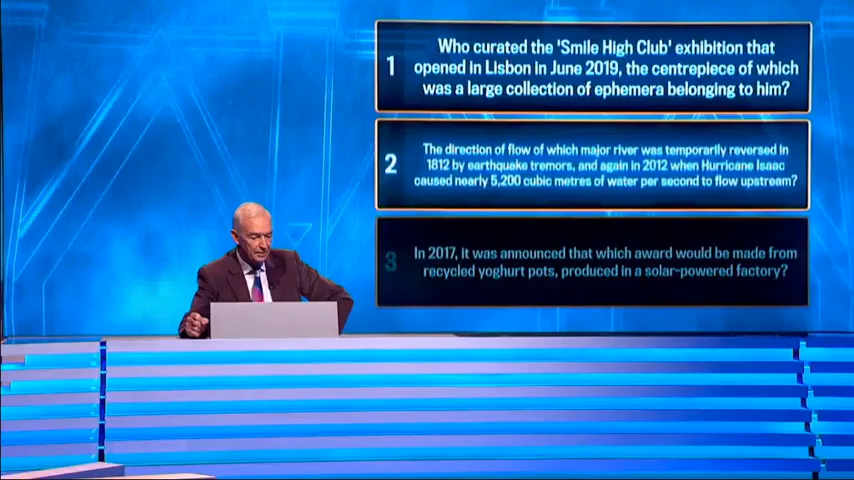 1
Who curated the 'Smile High Club' exhibition that
opened in Lisbon in June 2019, the centrepiece of which
was a large collection of ephemera belonging to him?
2
The direction of flow of which major river was temporarily reversed in
1812 by earthquake tremors, and again in 2012 when Hurricane Isaac
caused nearly 5,200 cubic metres of water per second to flow upstream?
3
In 2017, it was announced that which award would be made from
recycled yoghurt pots, produced in a solar-powered factory?